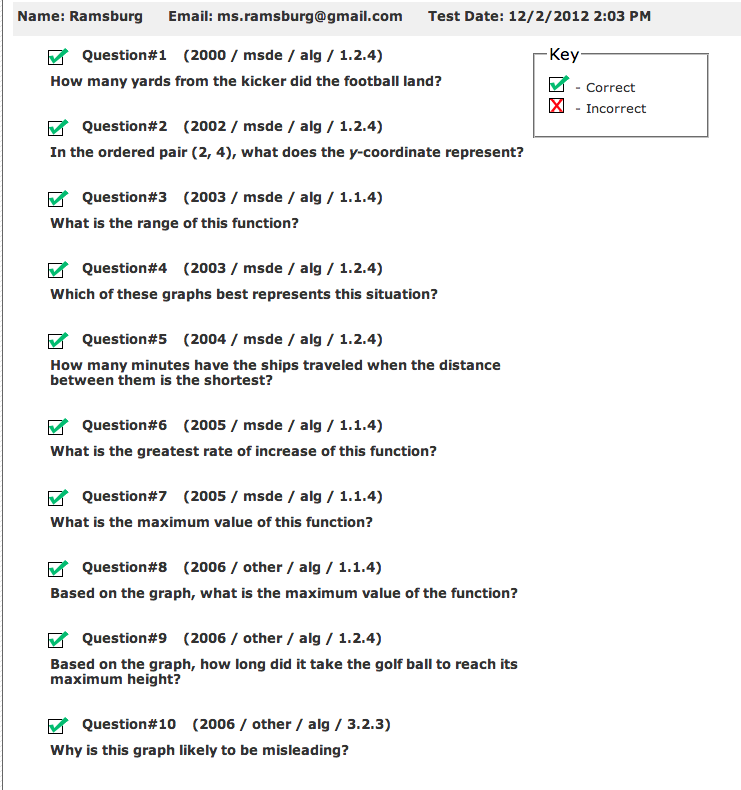 Name: Ramsburg Email: ms.ramsburg@gmail.com Test Date: 12/2/2012 2:03 PM
Key
- Correct
- Incorrect
Question#1 (2000 / msde / alg / 1.2.4)
How many yards from the kicker did the football land?
Question#2 (2002 / msde / alg / 1.2.4)
In the ordered pair (2, 4), what does the y-coordinate represent?
Question#3 (2003 / msde / alg / 1.1.4)
What is the range of this function?
Question#4 (2003 / msde / alg / 1.2.4)
Which of these graphs best represents this situation?
Question#5 (2004 / msde / alg / 1.2.4)
How many minutes have the ships traveled when the distance
between them is the shortest?
Question#6 (2005 / msde / alg / 1.1.4)
What is the greatest rate of increase of this function?
Question#7 (2005 / msde / alg / 1.1.4)
What is the maximum value of this function?
Question#8 (2006 / other / alg / 1.1.4)
Based on the graph, what is the maximum value of the function?
Question#9 (2006 / other / alg / 1.2.4)
Based on the graph, how long did it take the golf ball to reach its
maximum height?
Question#10 (2006 / other / alg / 3.2.3)
Why is this graph likely to be misleading?